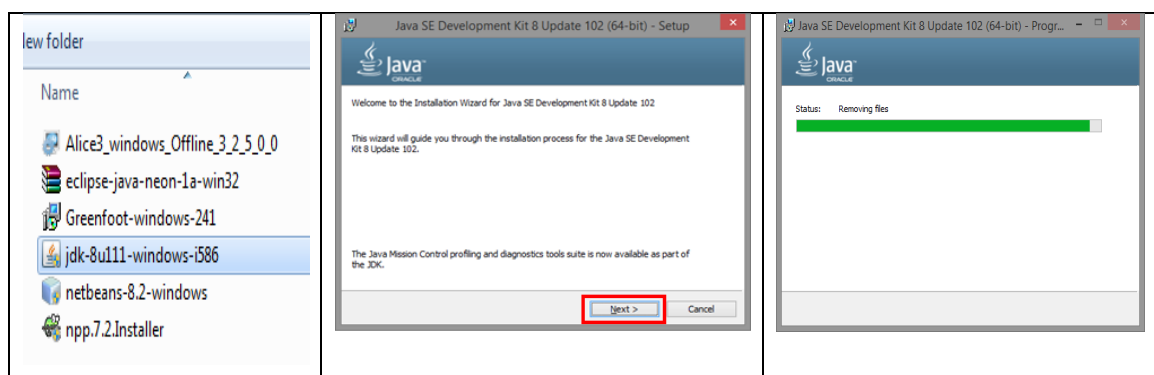 lew folder
Name
Alice3_windows_Offline_3_2_5_0_0
eclipse-java-neon-1a-win32
Greenfoot-windows-241
jdk-8u111-windows-i586
netbeans-8.2-windows
npp.7.2.Installer
Java SE Development Kit 8 Update 102 (64-bit) - Setup
Java
ORACLE
Welcome to the Installation Wizard for Java SE Development Kit 8 Update 102
This wizard will guide you through the installation process for the Java SE Development
Kit 8 Update 102.
The Java Mission Control profiling and diagnostics tools suite is now available as part of
the JDK.
Next >
Cancel
Java SE Development Kit 8 Update 102 (64-bit) - Progr...
Java
ORACLE
Status: Removing files